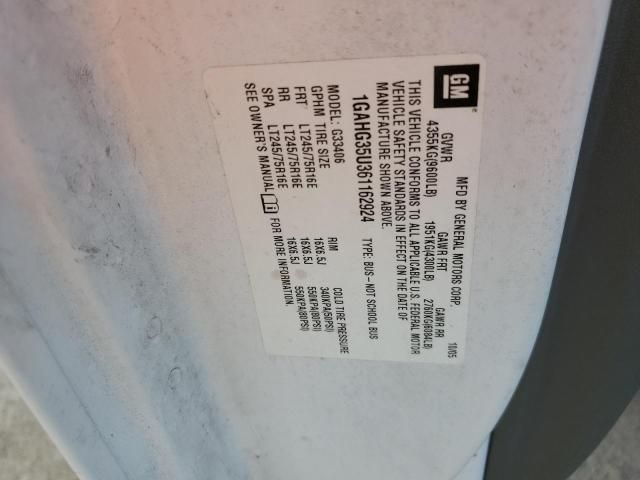 GM
MFD BY GENERAL MOTORS CORP. 10/05
GVWR GAWR FRT GAWR RR
4355KG(9600LB) 1951KG(4300LB) 2760KG(6084LB)
THIS VEHICLE CONFORMS TO ALL APPLICABLE U.S. FEDERAL MOTOR
VEHICLE SAFETY STANDARDS IN EFFECT ON THE DATE OF
MANUFACTURE SHOWN ABOVE.
1GAHG35U361162924 TYPE: BUS-NOT SCHOOL BUS
MODEL: G33406
GPHM TIRE SIZE RIM COLD TIRE PRESSURE
FRT LT245/75R16E 16X6.5J 340KPA(50PSI)
RR LT245/75R16E 16X6.5J 550KPA(80PSI)
SPA LT245/75R16E 16X6.5J 550KPA(80PSI)
SEE OWNER'S MANUAL FOR MORE INFORMATION.